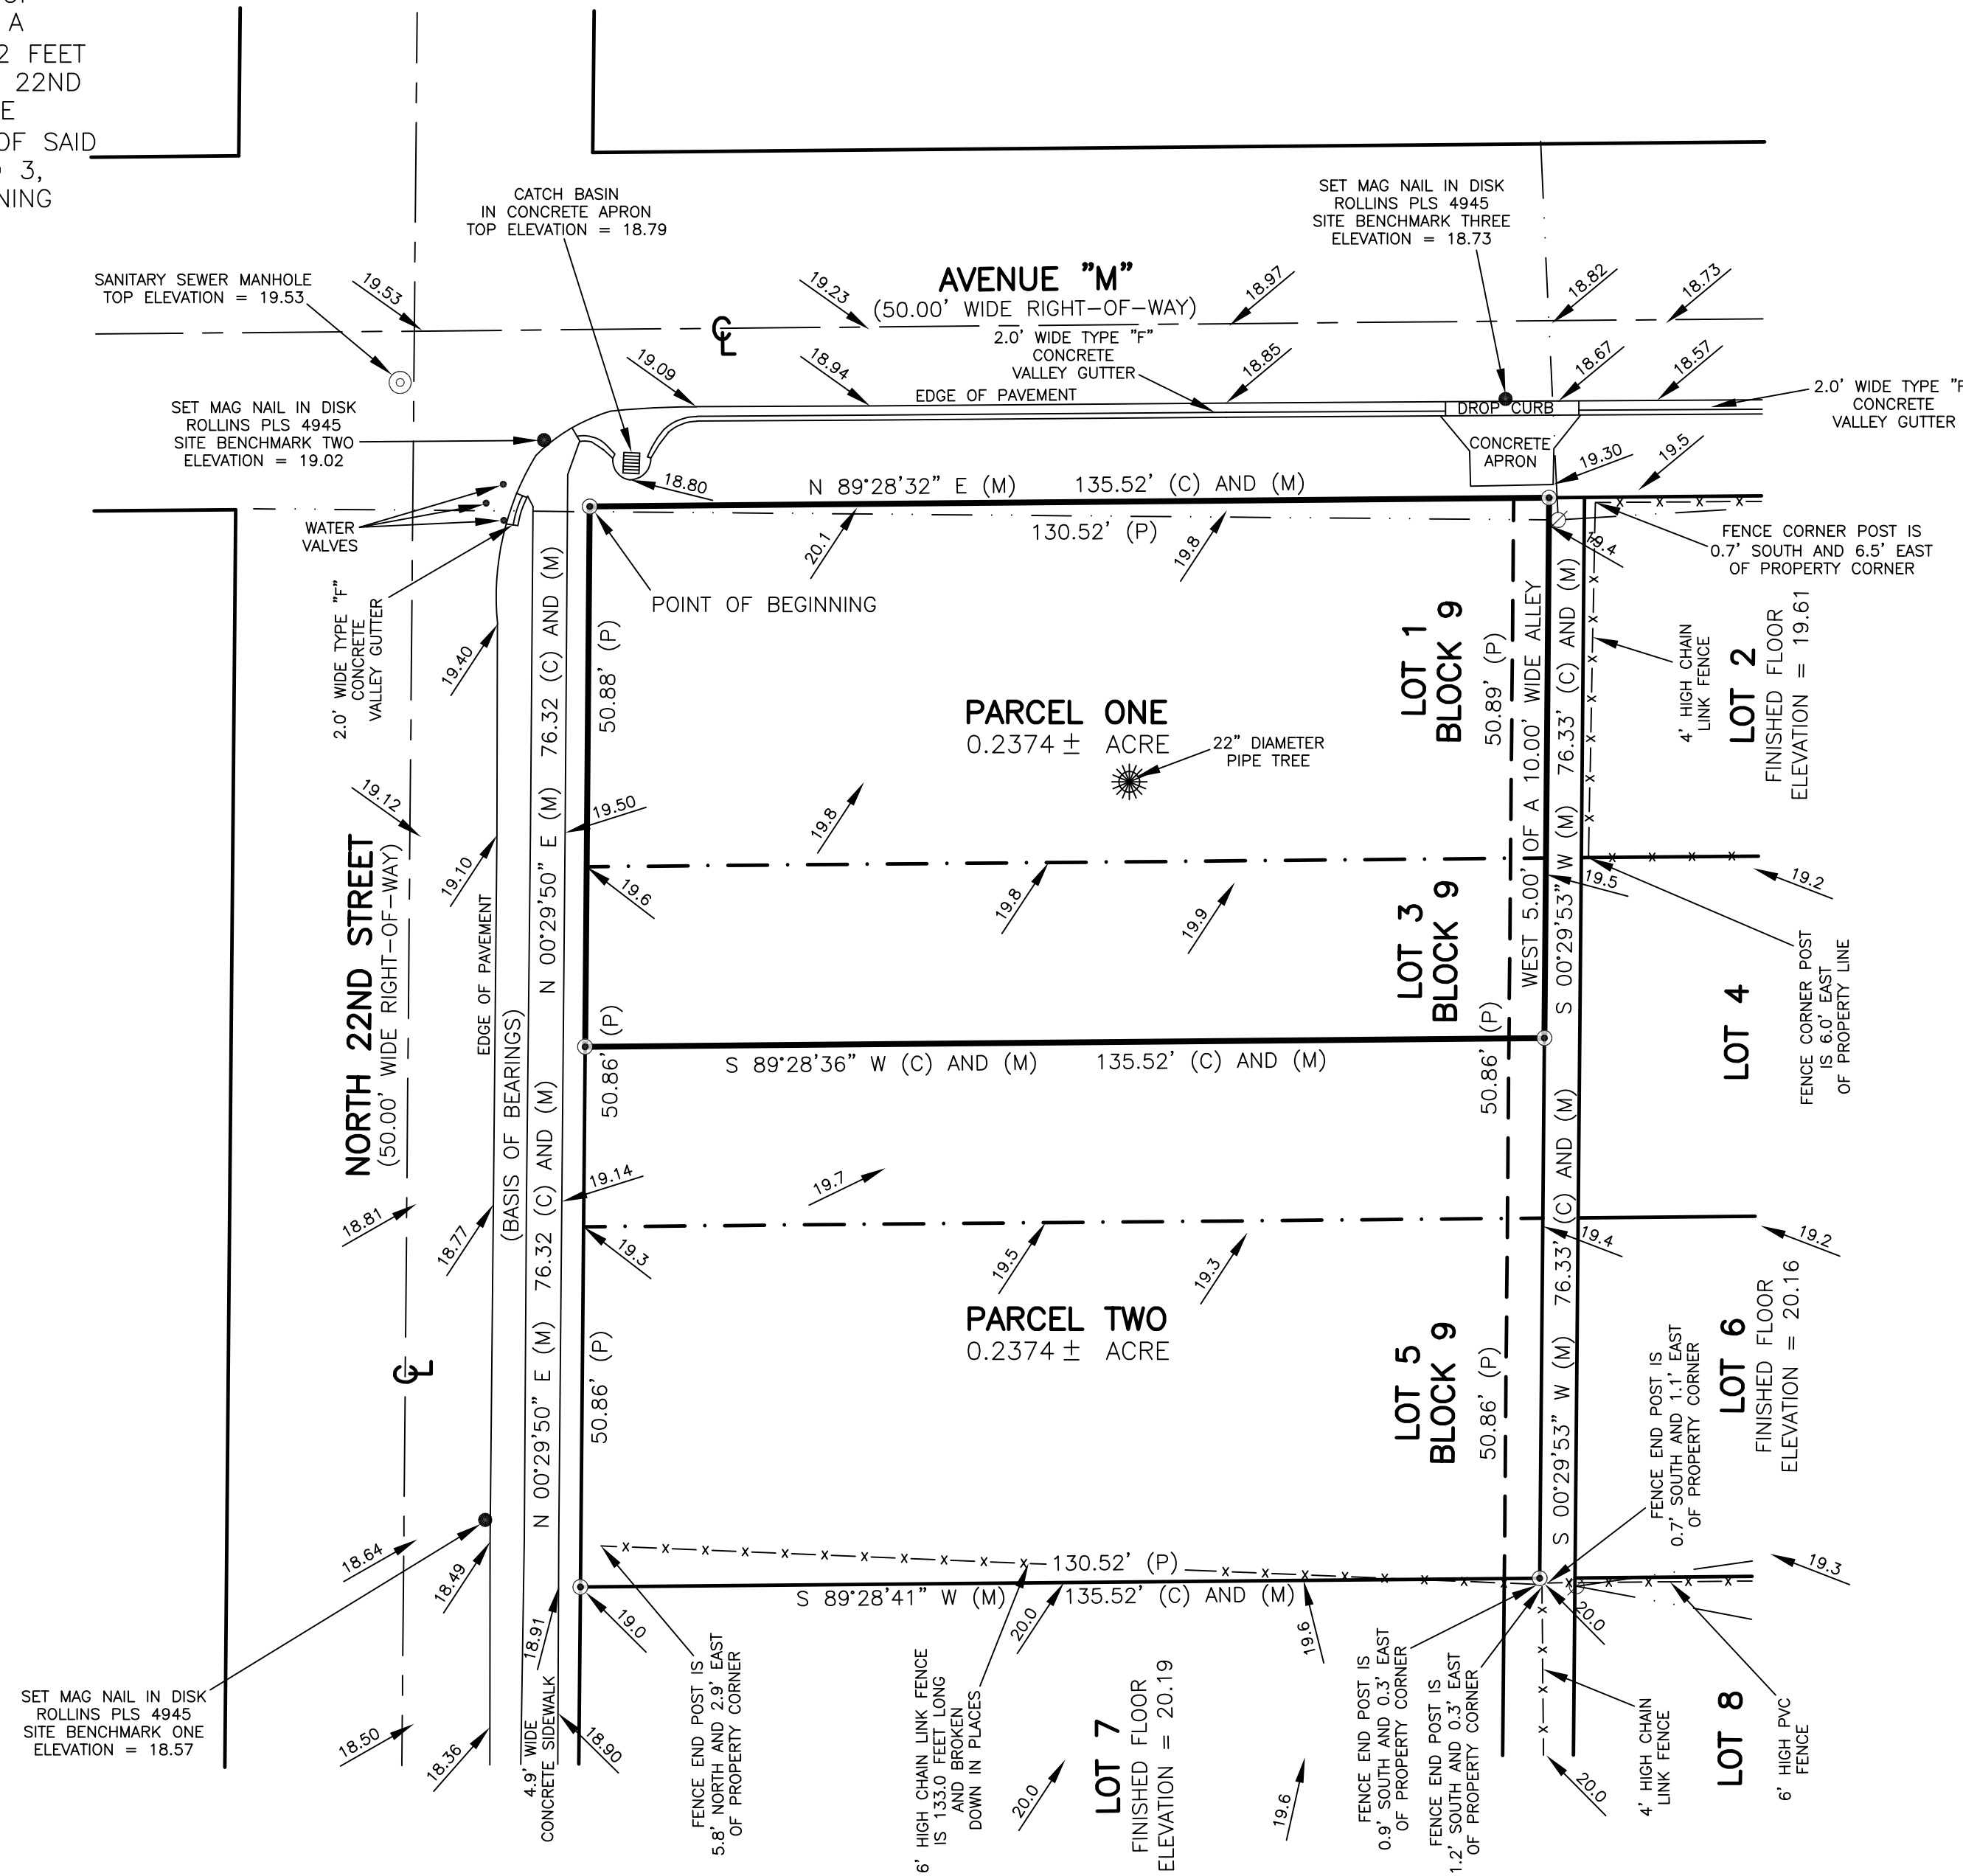 A
2 FEET
22ND
E
OF SAID
3,
NING
CATCH BASIN
IN CONCRETE APRON
TOP ELEVATION = 18.79
SET MAG NAIL IN DISK
ROLLINS PLS 4945
SITE BENCHMARK THREE
ELEVATION = 18.73
SANITARY SEWER MANHOLE
TOP ELEVATION = 19.53
19.53
19.23
AVENUE "M"
(50.00' WIDE RIGHT-OF-WAY)
18.97
18.82
18.73
2.0' WIDE TYPE "F"
CONCRETE
VALLEY GUTTER
19.09
18.94
18.85
18.67
18.57
EDGE OF PAVEMENT
2.0' WIDE TYPE "F
CONCRETE
VALLEY GUTTER
SET MAG NAIL IN DISK
ROLLINS PLS 4945
SITE BENCHMARK TWO
ELEVATION = 19.02
DROP CURB
CONCRETE
APRON
19.30
19.5
18.80
N 89°28'32" E (M)
135.52' (C) AND (M)
130.52' (P)
WATER
VALVES
20.1
19.8
19.4
FENCE CORNER POST IS
0.7' SOUTH AND 6.5' EAST
OF PROPERTY CORNER
POINT OF BEGINNING
2.0' WIDE TYPE "F"
CONCRETE
VALLEY GUTTER
19.40
76.32 (C) AND (M)
N 00°29'50" E (M)
50.88' (P)
LOT 1
BLOCK 9
50.89' (P)
WEST 5.00' OF A 10.00' WIDE ALLEY
76.33' (C) AND (M)
S 00°29'53" W (M)
4' HIGH CHAIN
LINK FENCE
LOT 2
FINISHED FLOOR
ELEVATION = 19.61
PARCEL ONE
0.2374 ± ACRE
22" DIAMETER
PIPE TREE
19.12
19.10
19.50
19.8
NORTH 22ND STREET
(50.00' WIDE RIGHT-OF-WAY)
EDGE OF PAVEMENT
(BASIS OF BEARINGS)
19.6
19.8
19.9
19.5
19.2
LOT 3
BLOCK 9
FENCE CORNER POST
IS 6.0' EAST
OF PROPERTY LINE
LOT 4
50.86' (P)
50.86' (P)
S 89°28'36" W (C) AND (M)
135.52' (C) AND (M)
76.32 (C) AND (M)
N 00°29'50" E (M)
76.33' (C) AND (M)
S 00°29'53" W (M)
18.81
18.77
19.14
19.7
19.3
19.5
19.3
19.4
19.2
PARCEL TWO
0.2374 ± ACRE
50.86' (P)
LOT 5
BLOCK 9
50.86' (P)
LOT 6
FINISHED FLOOR
ELEVATION = 20.16
FENCE END POST IS
0.7' SOUTH AND 1.1' EAST
OF PROPERTY CORNER
18.64
18.49
130.52' (P)
S 89°28'41" W (M)
135.52' (C) AND (M)
19.3
18.91
19.0
20.0
19.6
20.0
SET MAG NAIL IN DISK
ROLLINS PLS 4945
SITE BENCHMARK ONE
ELEVATION = 18.57
18.50
18.36
4.9' WIDE
CONCRETE SIDEWALK
18.90
FENCE END POST IS
5.8' NORTH AND 2.9' EAST
OF PROPERTY CORNER
6' HIGH CHAIN LINK FENCE
IS 133.0 FEET LONG
AND BROKEN
DOWN IN PLACES
20.0
LOT 7
FINISHED FLOOR
ELEVATION = 20.19
19.6
FENCE END POST IS
0.9' SOUTH AND 0.3' EAST
OF PROPERTY CORNER
FENCE END POST IS
1.2' SOUTH AND 0.3' EAST
OF PROPERTY CORNER
20.0
4' HIGH CHAIN
LINK FENCE
LOT 8
6' HIGH PVC
FENCE